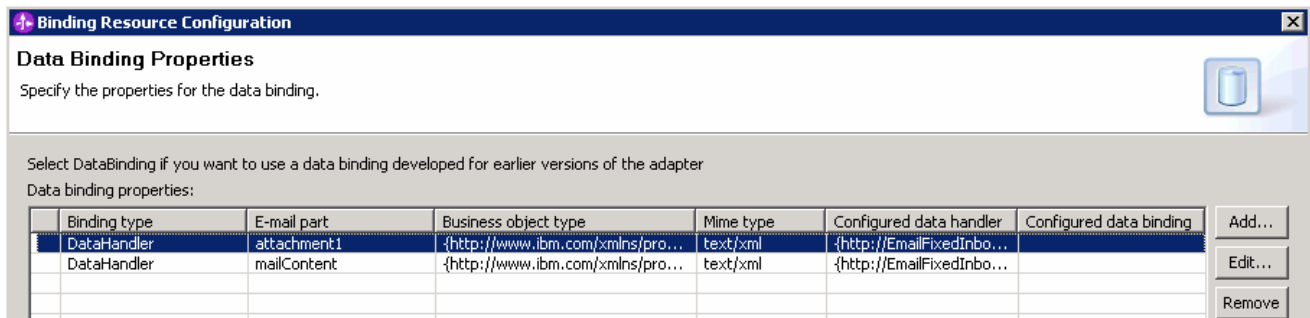 Binding Resource Configuration
Data Binding Properties
Specify the properties for the data binding.
Select DataBinding if you want to use a data binding developed for earlier versions of the adapter
Data binding properties:
Binding type E-mail part Business object type Mime type Configured data handler Configured data binding Add...
DataHandler attachment1 {http://www.ibm.com/xmlns/pro... text/xml {http://EmailFixedInbo...
DataHandler mailContent {http://www.ibm.com/xmlns/pro... text/xml {http://EmailFixedInbo... Edit...
Remove